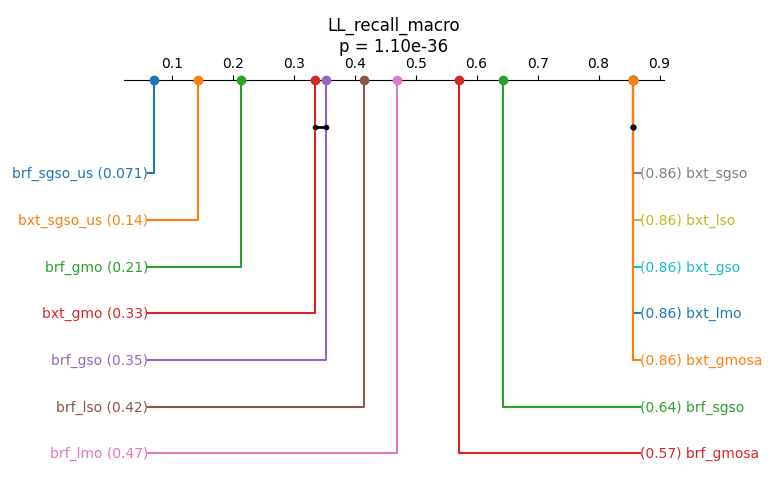 LL_recall_macro
p = 1.10e-36
0.1 0.2 0.3 0.4 0.5 0.6 0.7 0.8 0.9
brf_sgso_us (0.071) (0.86) bxt_sgso
bxt_sgso_us (0.14) (0.86) bxt_lso
brf_gmo (0.21) (0.86) bxt_gso
bxt_gmo (0.33) (0.86) bxt_lmo
brf_gso (0.35) (0.86) bxt_gmosa
brf_lso (0.42) (0.64) brf_sgso
brf_lmo (0.47) (0.57) brf_gmosa